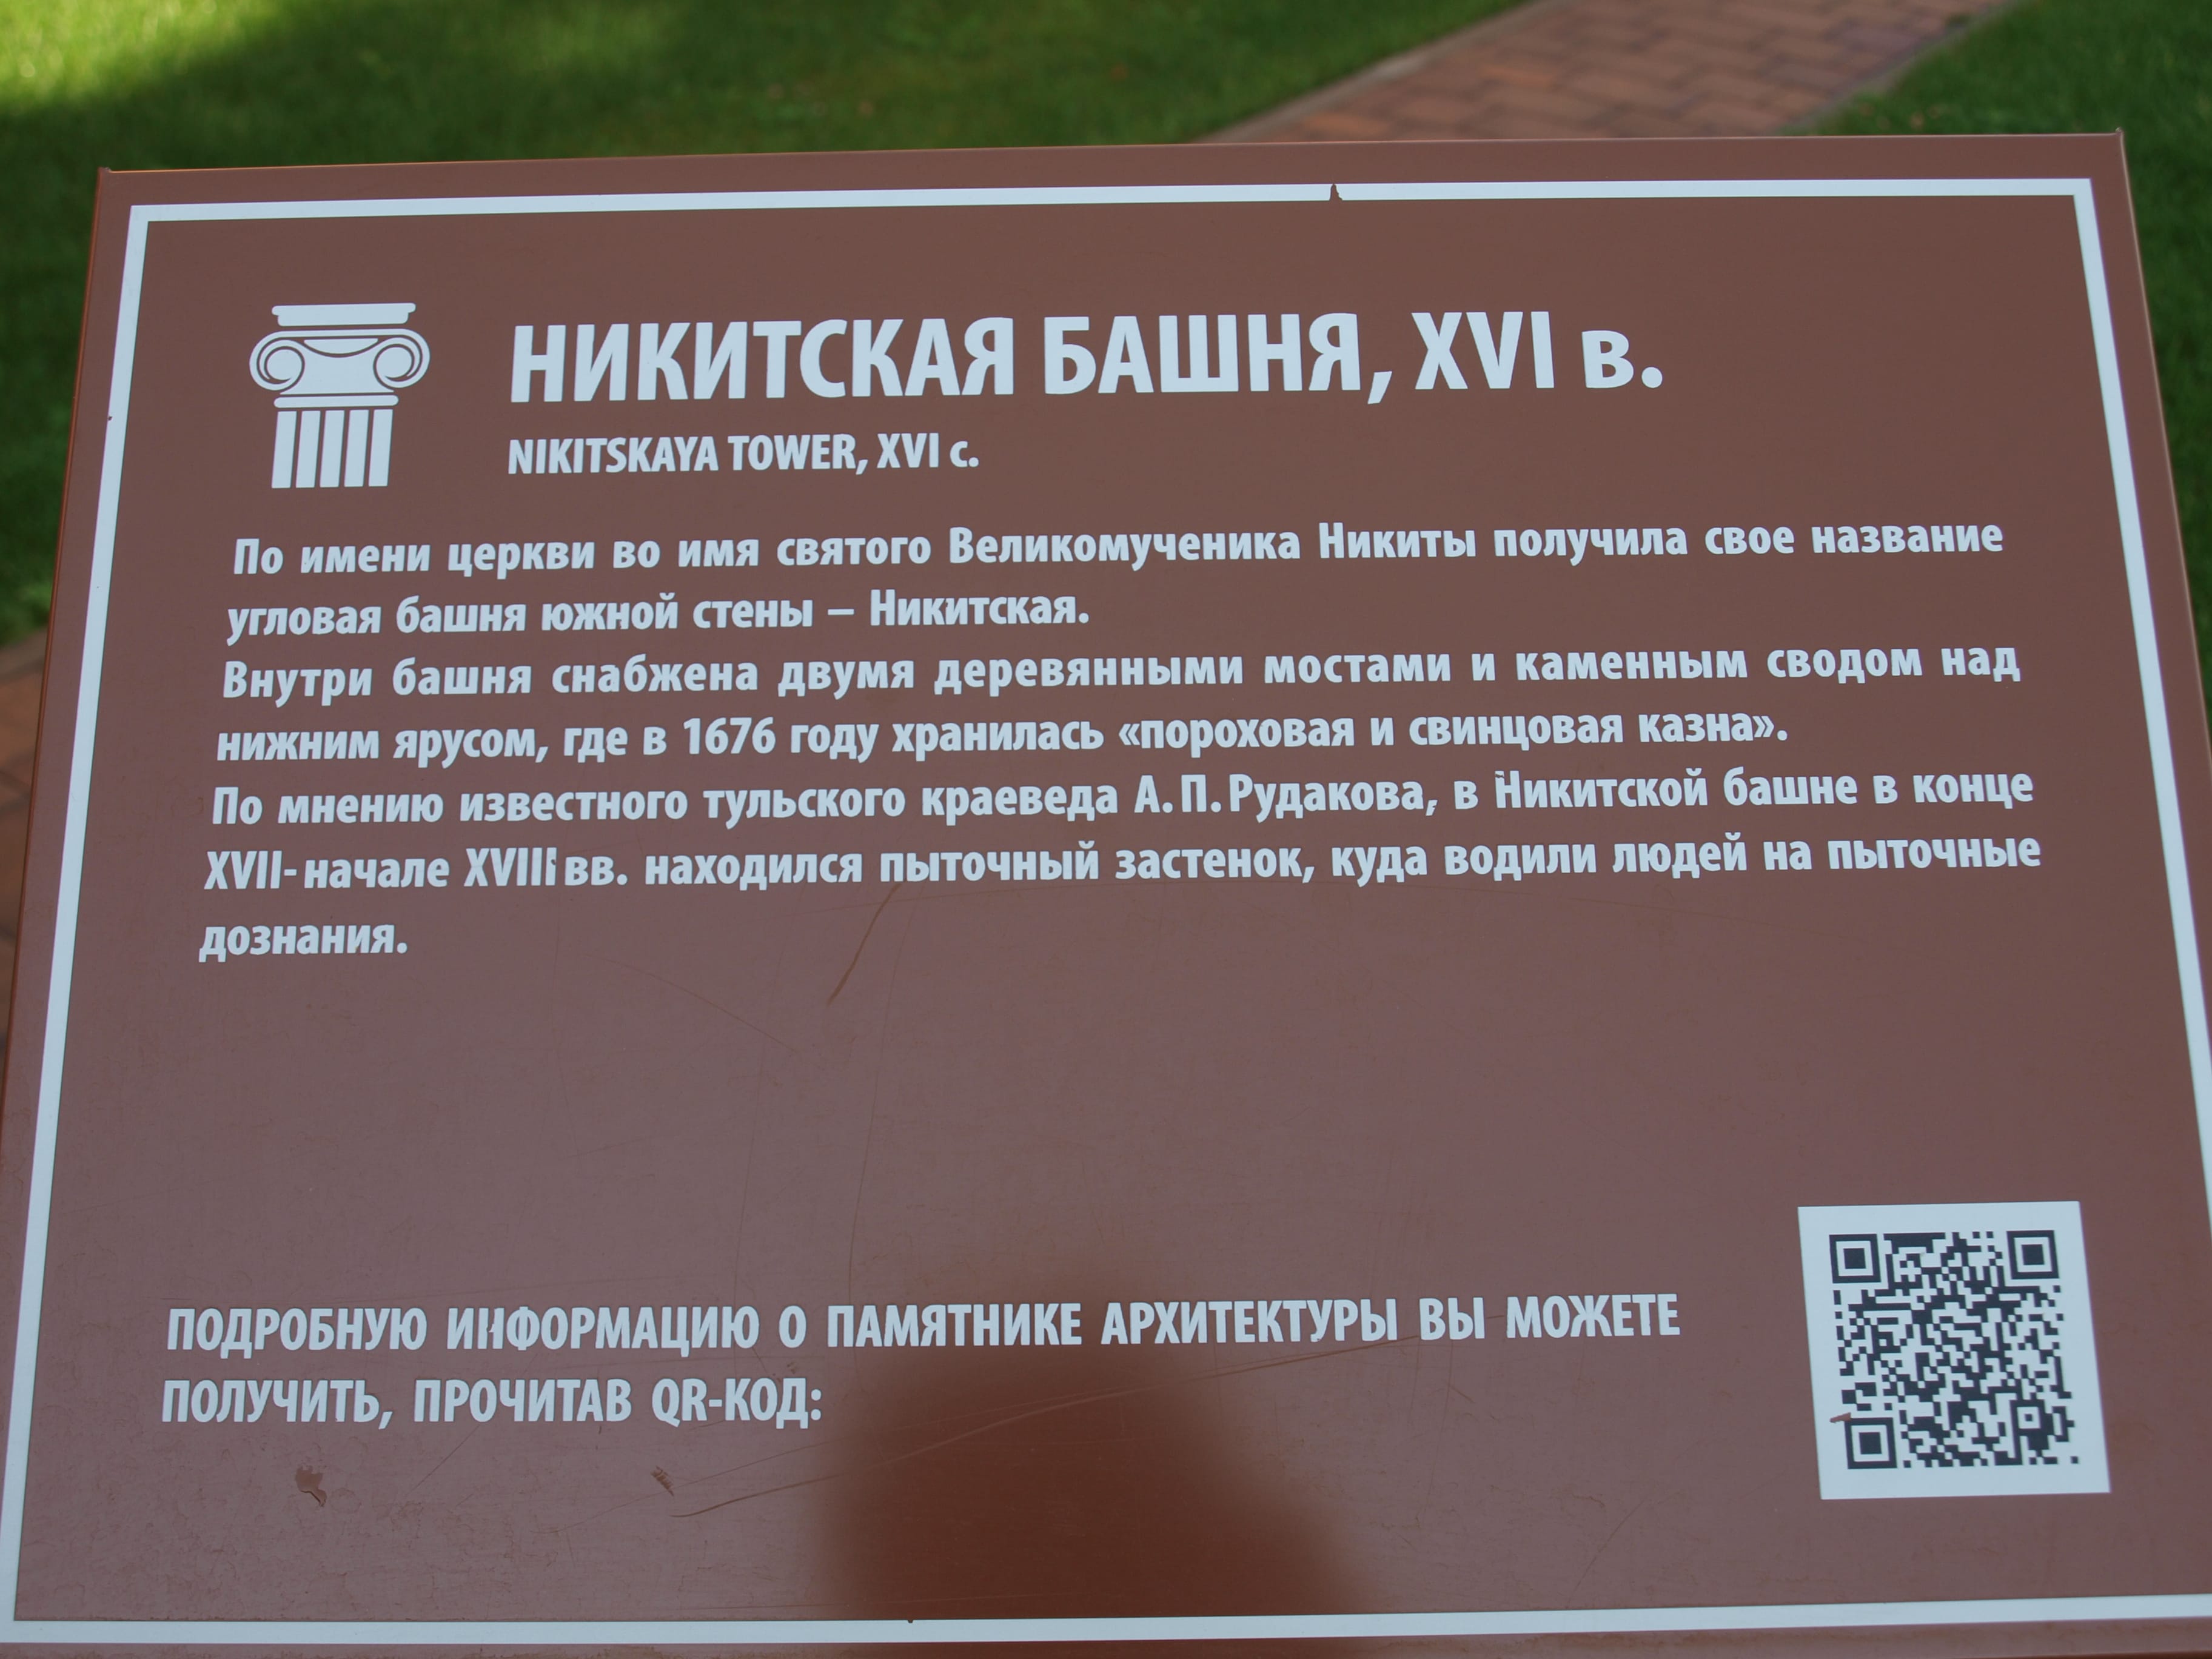 НИКИТСКАЯ БАШНЯ, XVI в.
NIKITSKAYA TOWER, XVI c.
По имени церкви во имя святого Великомученика Никиты получила свое название
угловая башня южной стены – Никитская.
Внутри башня снабжена двумя деревянными мостами и каменным сводом над
нижним ярусом, где в 1676 году хранилась «пороховая и свинцовая казна».
По мнению известного тульского краеведа А. П. Рудакова, в Никитской башне в конце
XVII- начале XVIII вв. находился пыточный застенок, куда водили людей на пыточные
дознания.
ПОДРОБНУЮ ИНФОРМАЦИЮ О ПАМЯТНИКЕ АРХИТЕКТУРЫ ВЫ МОЖЕТЕ
ПОЛУЧИТЬ, ПРОЧИТАВ QR-КОД: